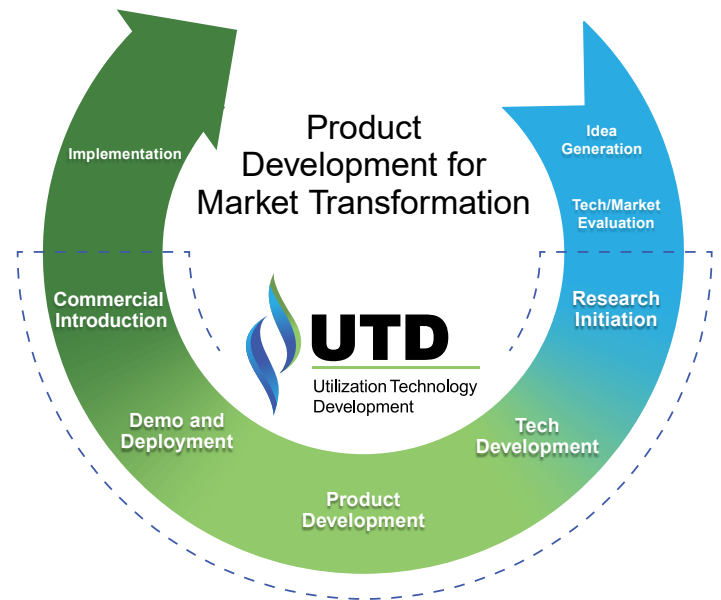 Product
Development for
Market Transformation
Idea
Generation
Tech/Market
Evaluation
Research
Initiation
Tech
Development
Product
Development
Demo and
Deployment
Commercial
Introduction
Implementation
UTD
Utilization Technology
Development